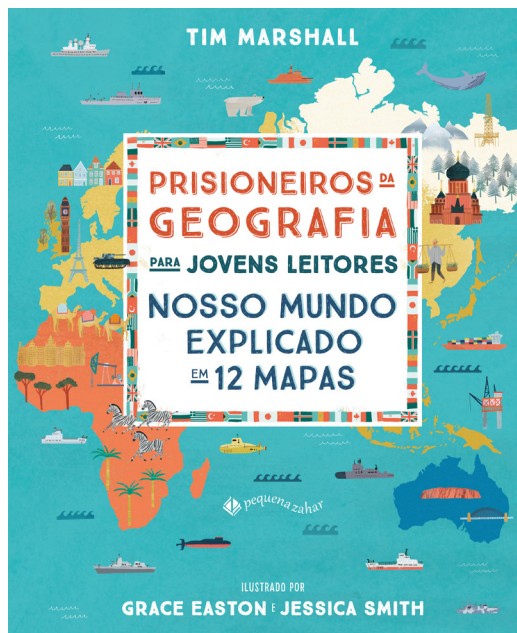 TIM MARSHALL
PRISIONEIROS DA
GEOGRAFIA
PARA JOVENS LEITORES
NOSSO MUNDO
EXPLICADO
EM 12 MAPAS
pequena zahar
ILUSTRADO POR
GRACE EASTON E JESSICA SMITH